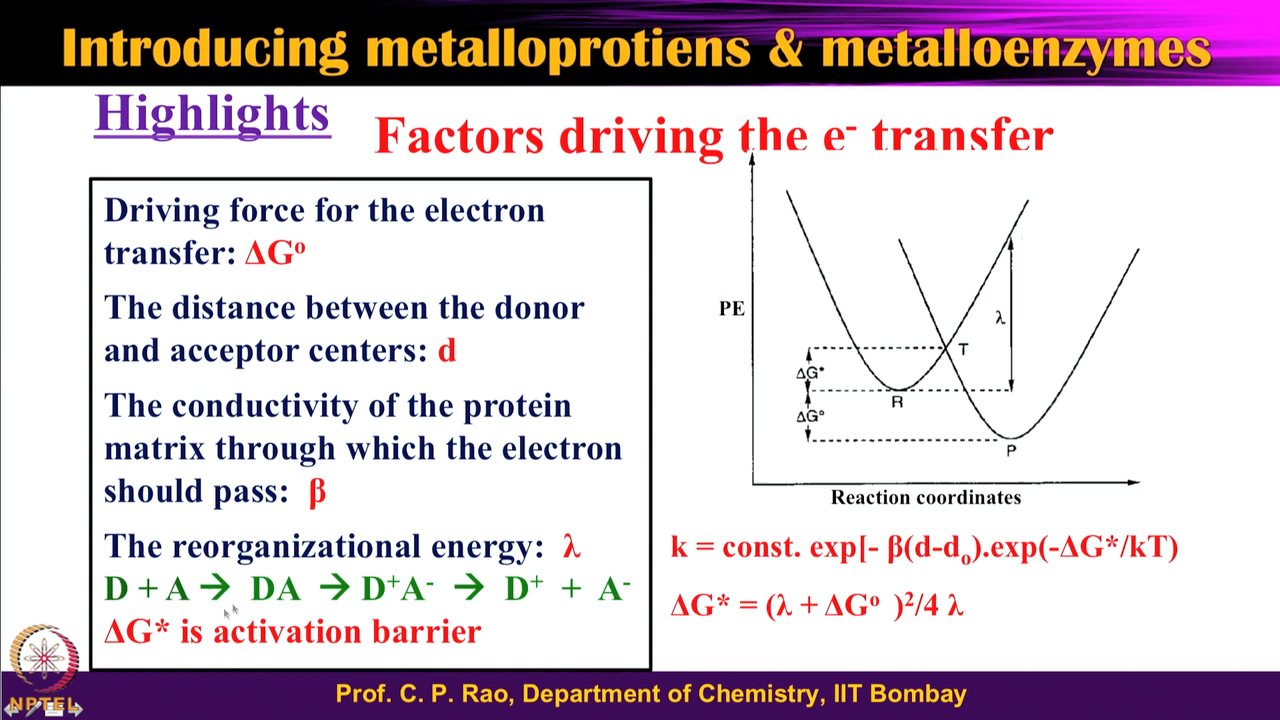 Introducing metalloprotiens & metalloenzymes
Highlights
Factors driving the e⁻ transfer
Driving force for the electron
transfer: ΔGº
The distance between the donor
and acceptor centers: d
The conductivity of the protein
matrix through which the electron
should pass: β
The reorganizational energy: λ
D + A → DA → D⁺A⁻ → D⁺ + A⁻
ΔG* is activation barrier
PE
λ
T
ΔG*
R
ΔG°
P
Reaction coordinates
k = const. exp[- β(d-dₒ).exp(-ΔG*/kT)
ΔG* = (λ + ΔGº )²/4 λ
NPTEL
Prof. C. P. Rao, Department of Chemistry, IIT Bombay